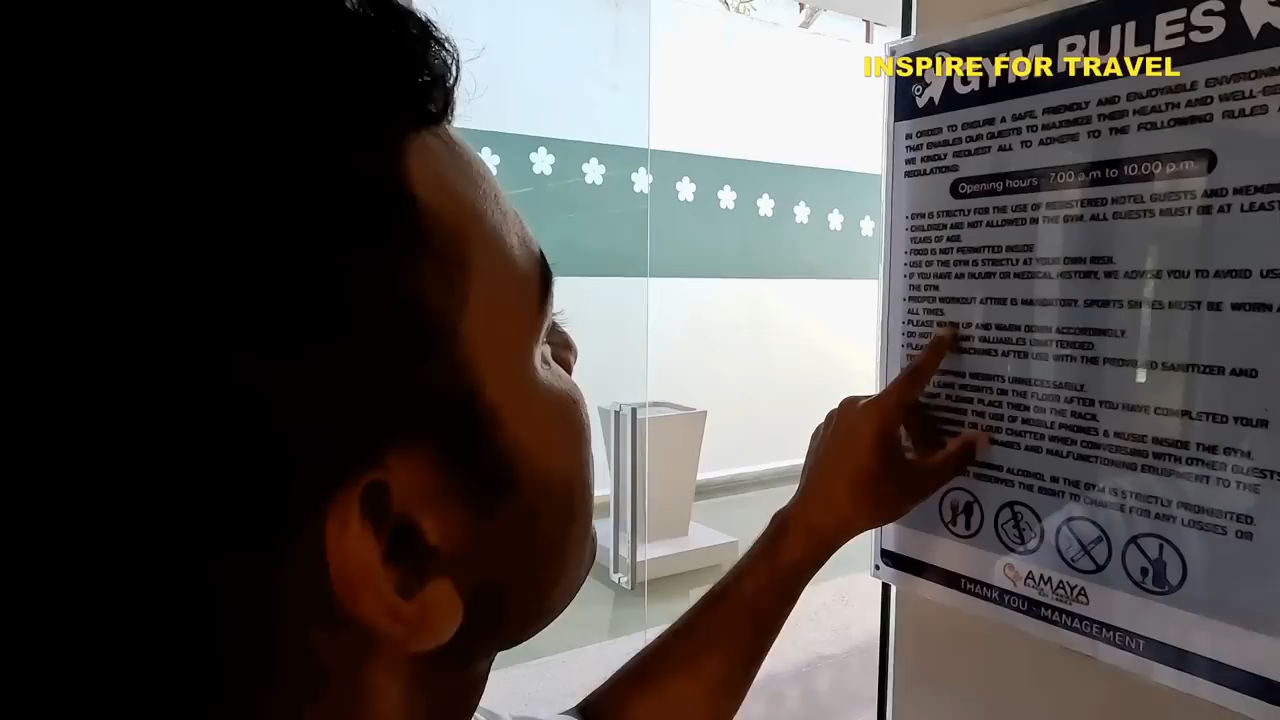 GYM RULES
INSPIRE FOR TRAVEL
IN ORDER TO ENSURE A SAFE, FRIENDLY AND ENJOYABLE
THAT ENABLES OUR GUESTS TO MAXIMIZE THEIR HEALTH AND
WE KINDLY REQUEST ALL TO ADHERE TO THE FOLLOWING RULES
REGULATIONS:
Opening hours - 7.00 a.m to 10.00 p.m.
• GYM IS STRICTLY FOR THE USE OF REGISTERED HOTEL GUESTS AND
• CHILDREN ARE NOT ALLOWED IN THE GYM. ALL GUESTS MUST BE AT LEAST
YEARS OF AGE.
• FOOD IS NOT PERMITTED INSIDE
• USE OF THE GYM IS STRICTLY AT YOUR OWN RISK.
• IF YOU HAVE AN INJURY OR MEDICAL HISTORY, WE ADVISE YOU TO AVOID
THE GYM.
• PROPER WORKOUT ATTIRE IS MANDATORY. SPORTS SHOES MUST BE WORN
ALL TIMES.
• PLEASE WARM UP AND WARM DOWN ACCORDINGLY.
• DO NOT ANY VALUABLES UNATTENDED.
• MACHINES AFTER USE WITH THE PROVIDED SANITIZER AND
WEIGHTS UNNECESSARILY.
LEAVE WEIGHTS ON THE FLOOR AFTER YOU HAVE COMPLETED YOUR
PLEASE PLACE THEM ON THE RACK.
THE USE OF MOBILE PHONES & MUSIC INSIDE THE GYM.
OR LOUD CHATTER WHEN CONVERSING WITH OTHER GUESTS
AND MALFUNCTIONING EQUIPMENT TO THE
ALCOHOL IN THE GYM IS STRICTLY PROHIBITED.
RESERVES THE RIGHT TO CHARGE FOR ANY LOSSES OR
AMAYA
THANK YOU - MANAGEMENT